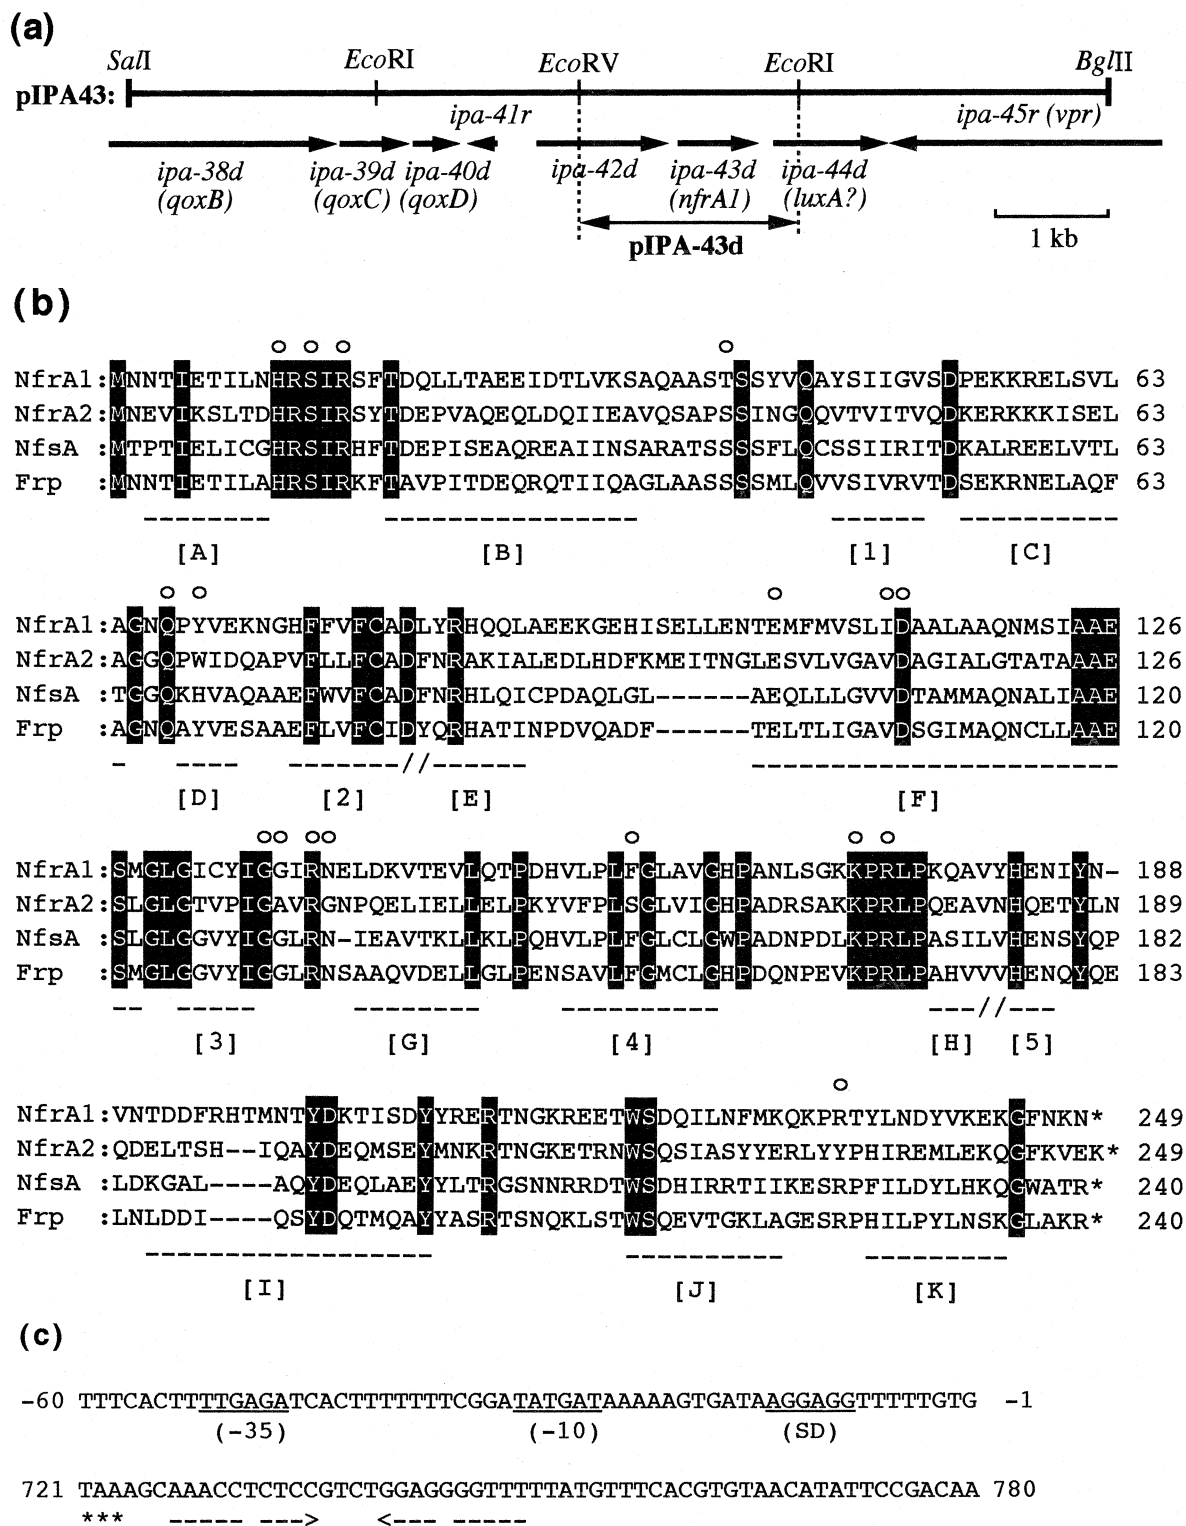 (a)
SalI EcoRI EcoRV EcoRI BglII
pIPA43:
ipa-41r ipa-45r (vpr)
ipa-38d ipa-39d ipa-40d ipa-42d ipa-43d ipa-44d
(qoxB) (qoxC) (qoxD) (nfrA1) (luxA?)
pIPA-43d 1 kb
(b)
NfrA1:MNNTIETILNHRSIRSFTDQLLTAEEIDTLVKSAQAASTSSYVQAYSIIGVSDPEKKRELSVL 63
NfrA2:MNEVIKSLTDHRSIRSYTDEPVAQEQLDQIIEAVQSAPSSINGQQVTVITVQDKERKKKISEL 63
NfsA :MTPTIELICGHRSIRHFTDEPISEAQREAIINSARATSSSSFLQCSSIIRITDKALREELVTL 63
Frp :MNNTIETILAHRSIRKFTAVPITDEQRQTIIQAGLAASSSSMLQVVSIVRVTDSEKRNELAQF 63
[A] [B] [1] [C]
NfrA1:AGNQPYVEKNGHFFVFCADLYRHQQLAEEKGEHISELLENTEMFMVSLIDAALAAQNMSIAAE 126
NfrA2:AGGQPWIDQAPVFLLFCADFNRAKIALEDLHDFKMEITNGLESVLVGAVDAGIALGTATAAAE 126
NfsA :TGGQKHVAQAAEFWVFCADFNRHLQICPDAQLGL------AEQLLLGVVDTAMMAQNALIAAE 120
Frp :AGNQAYVESAAEFLVFCIDYQRHATINPDVQADF------TELTLIGAVDSGIMAQNCLLAAE 120
[D] [2] [E] [F]
NfrA1:SMGLGICYIGGIRNELDKVTEVLQTPDHVLPLFGLAVGHPANLSGKKPRLPKQAVYHENIYN- 188
NfrA2:SLGLGTVPIGAVRGNPQELIELLELPKYVFPLSGLVIGHPADRSAKKPRLPQEAVNHQETYLN 189
NfsA :SLGLGGVYIGGLRN-IEAVTKLLKLPQHVLPLFGLCLGWPADNPDLKPRLPASILVHENSYQP 182
Frp :SMGLGGVYIGGLRNSAAQVDELLGLPENSAVLFGMCLGHPDQNPEVKPRLPAHVVVHENQYQE 183
[3] [G] [4] [H] [5]
NfrA1:VNTDDFRHTMNTYDKTISDYYRERTNGKREETWSDQILNFMKQKPRTYLNDYVKEKGFNKN* 249
NfrA2:QDELTSH--IQAYDEQMSEYMNKRTNGKETRNWSQSIASYYERLYYPHIREMLEKQGFKVEK* 249
NfsA :LDKGAL----AQYDEQLAEYYLTRGSNNRRDTWSDHIRRTIIKESRPFILDYLHKQGWATR* 240
Frp :LNLDDI----QSYDQTMQAYYASRTSNQKLSTWSQEVTGKLAGESRPHILPYLNSKGLAKR* 240
[I] [J] [K]
(c)
-60 TTTCACTTTTTGAGATCACTTTTTTTCGGATATGATAAAAAGTGATAAGGAGGTTTTTGTG -1
(-35) (-10) (SD)
721 TAAAGCAAACCTCTCCGTCTGGAGGGGTTTTTATGTTTCACGTGTAACATATTCCGACAA 780
*** ----- ---> <--- -----